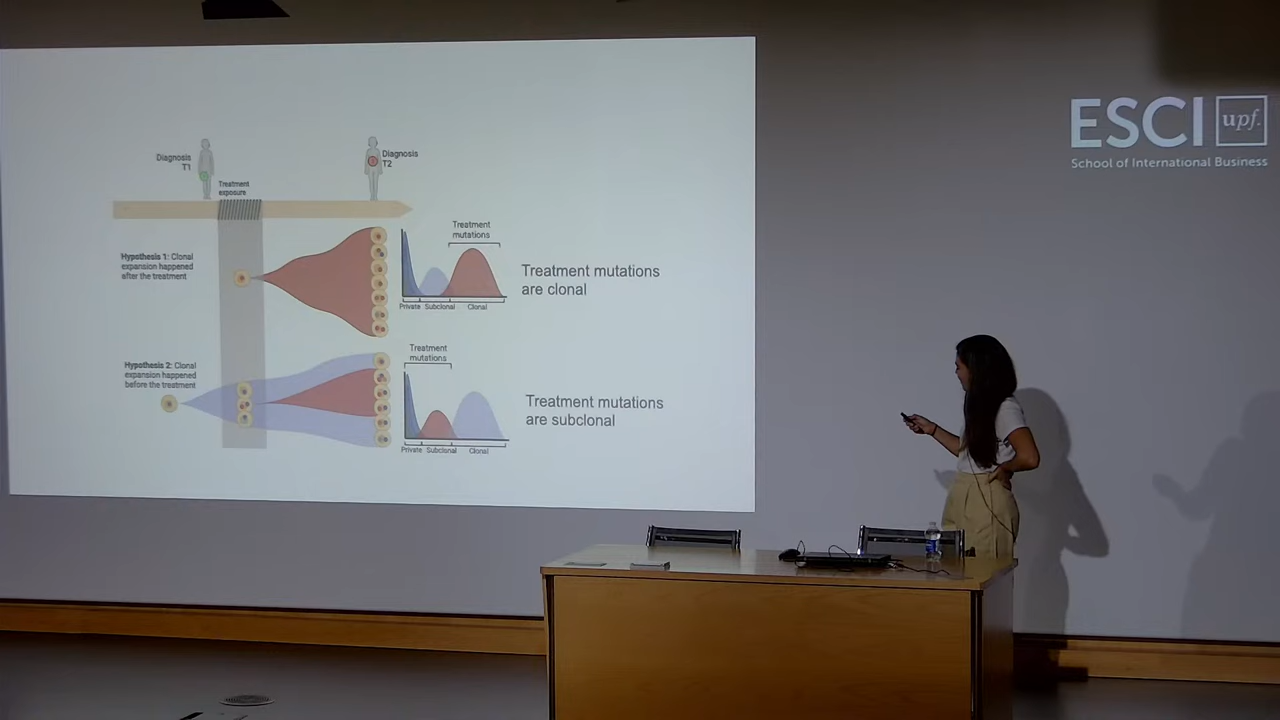 ESCI upf.
School of International Business
Diagnosis
T1
Diagnosis
T2
Treatment
exposure
Hypothesis 1: Clonal
expansion happened
after the treatment
Treatment
mutations
Private Subclonal Clonal
Treatment mutations
are clonal
Hypothesis 2: Clonal
expansion happened
before the treatment
Treatment
mutations
Private Subclonal Clonal
Treatment mutations
are subclonal